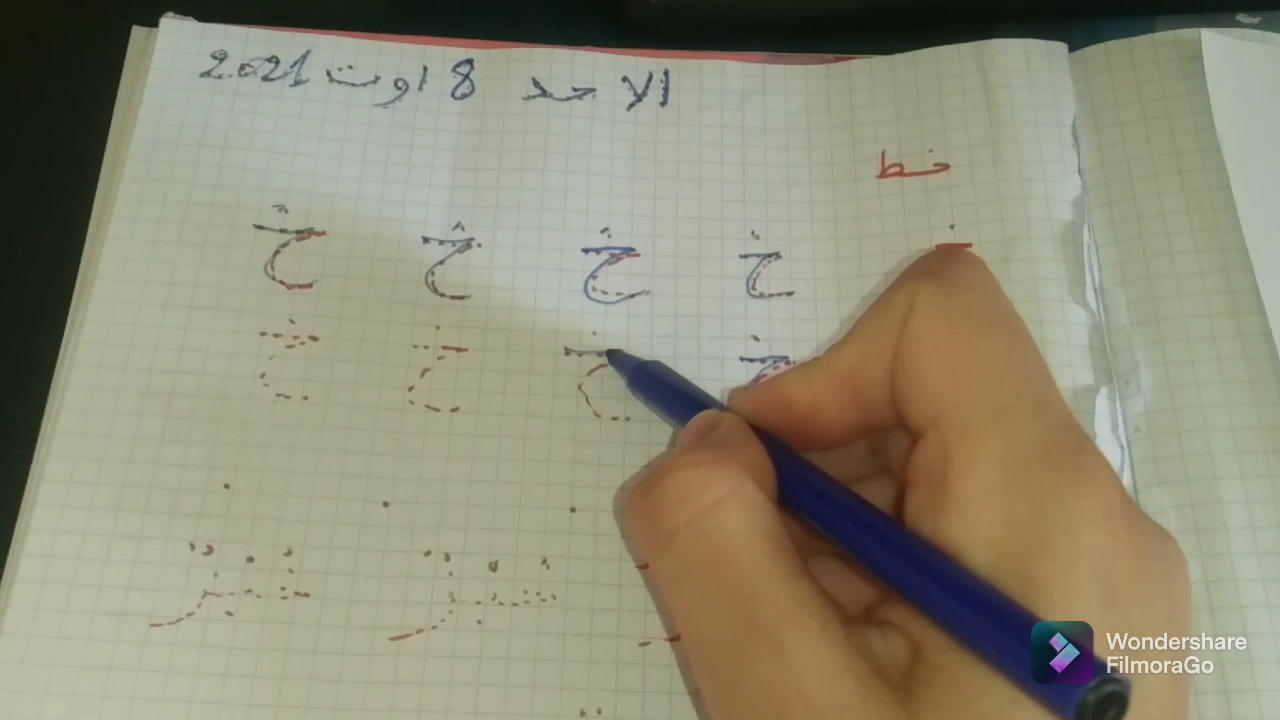 الاحد 8 اوت 2021
خط
خ خ خ خ
خ خ خ خ
Wondershare
FilmoraGo